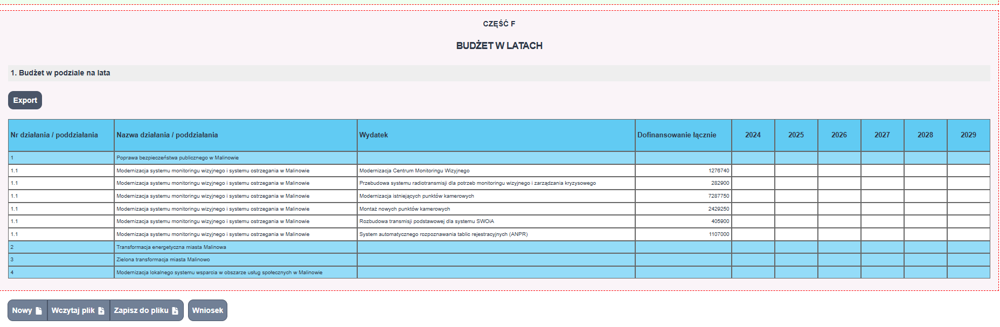 CZĘŚĆ F
BUDŻET W LATACH
1. Budżet w podziale na lata
Export
Nr działania / poddziałania Nazwa działania / poddziałania Wydatek Dofinansowanie łącznie 2024 2025 2026 2027 2028 2029
1 Poprawa bezpieczeństwa publicznego w Malinowie
1.1 Modernizacja systemu monitoringu wizyjnego i systemu ostrzegania w Malinowie Modernizacja Centrum Monitoringu Wizyjnego 1276740
1.1 Modernizacja systemu monitoringu wizyjnego i systemu ostrzegania w Malinowie Przebudowa systemu radiotransmisji dla potrzeb monitoringu wizyjnego i zarządzania kryzysowego 282900
1.1 Modernizacja systemu monitoringu wizyjnego i systemu ostrzegania w Malinowie Modernizacja istniejących punktów kamerowych 7287750
1.1 Modernizacja systemu monitoringu wizyjnego i systemu ostrzegania w Malinowie Montaż nowych punktów kamerowych 2429250
1.1 Modernizacja systemu monitoringu wizyjnego i systemu ostrzegania w Malinowie Rozbudowa transmisji podstawowej dla systemu SWOiA 405900
1.1 Modernizacja systemu monitoringu wizyjnego i systemu ostrzegania w Malinowie System automatycznego rozpoznawania tablic rejestracyjnych (ANPR) 1107000
2 Transformacja energetyczna miasta Malinowa
3 Zielona transformacja miasta Malinowo
4 Modernizacja lokalnego systemu wsparcia w obszarze usług społecznych w Malinowie
Nowy Wczytaj plik Zapisz do pliku Wniosek